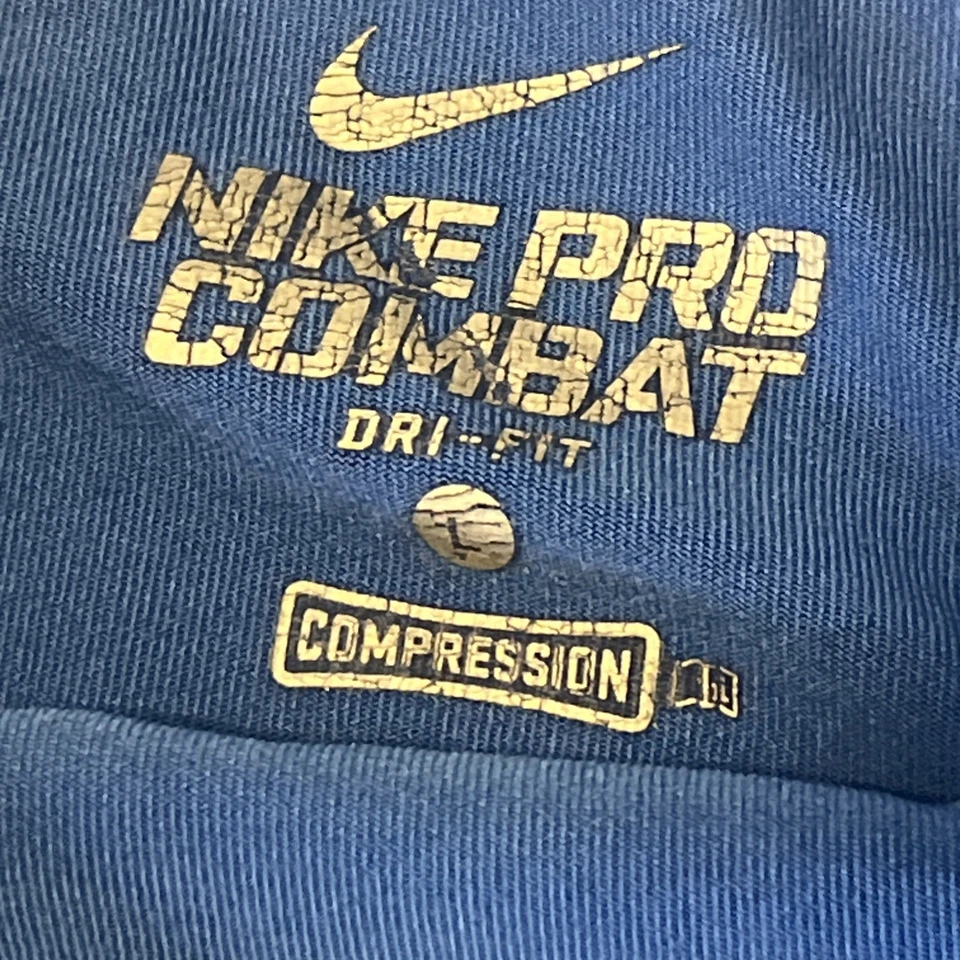 NIKE PRO
COMBAT
DRI-FIT
L
COMPRESSION